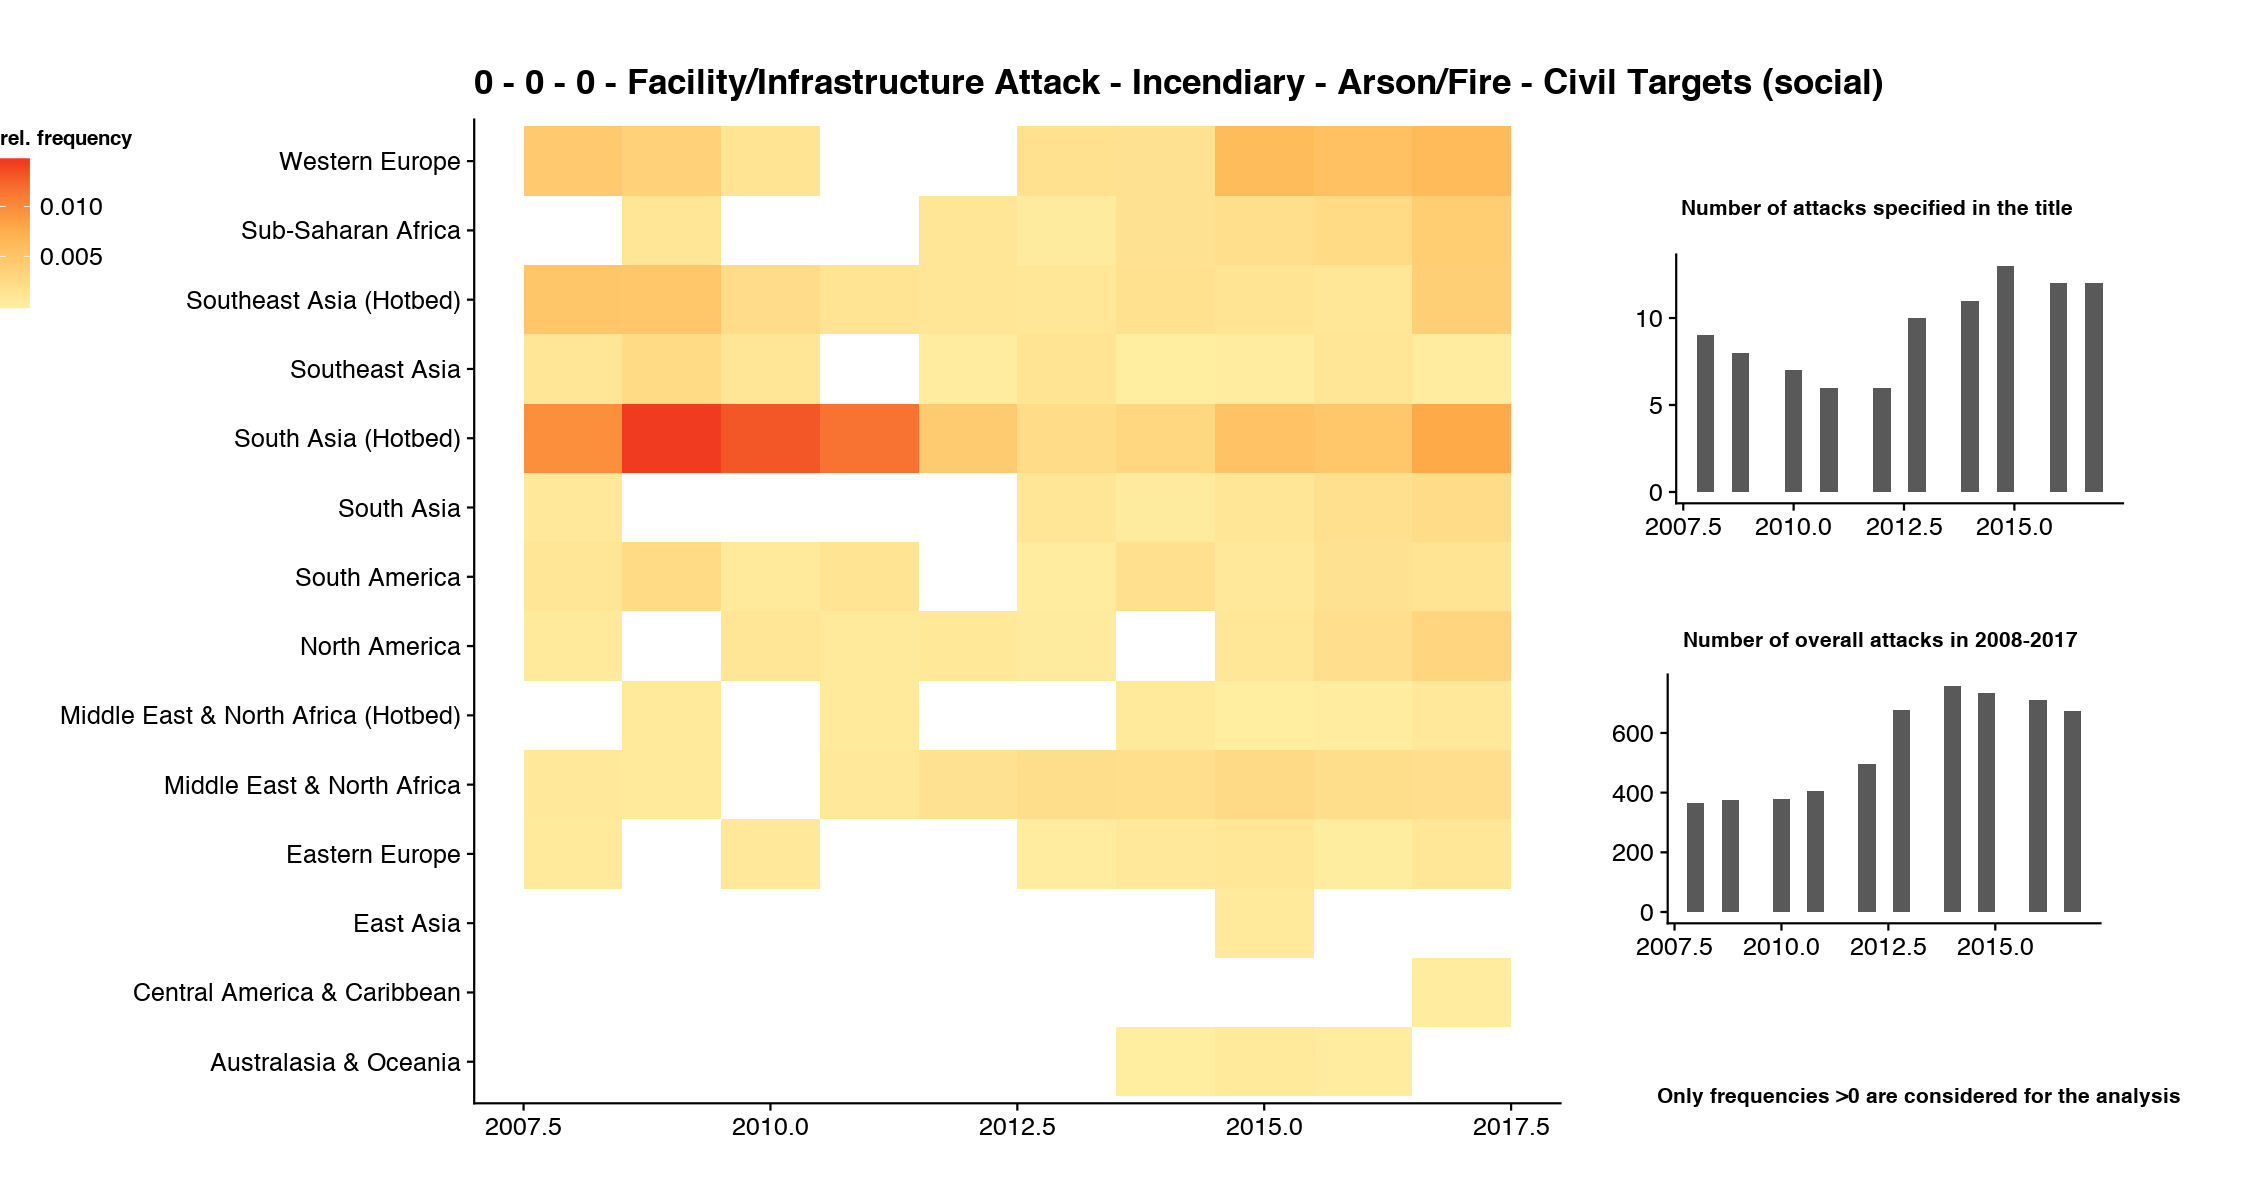 0 - 0 - 0 - Facility/Infrastructure Attack - Incendiary - Arson/Fire - Civil Targets (social)
rel. frequency
0.010
0.005
Western Europe
Sub-Saharan Africa
Southeast Asia (Hotbed)
Southeast Asia
South Asia (Hotbed)
South Asia
South America
North America
Middle East & North Africa (Hotbed)
Middle East & North Africa
Eastern Europe
East Asia
Central America & Caribbean
Australasia & Oceania
2007.5 2010.0 2012.5 2015.0 2017.5
Number of attacks specified in the title
10
5
0
2007.5 2010.0 2012.5 2015.0
Number of overall attacks in 2008-2017
600
400
200
0
2007.5 2010.0 2012.5 2015.0
Only frequencies >0 are considered for the analysis